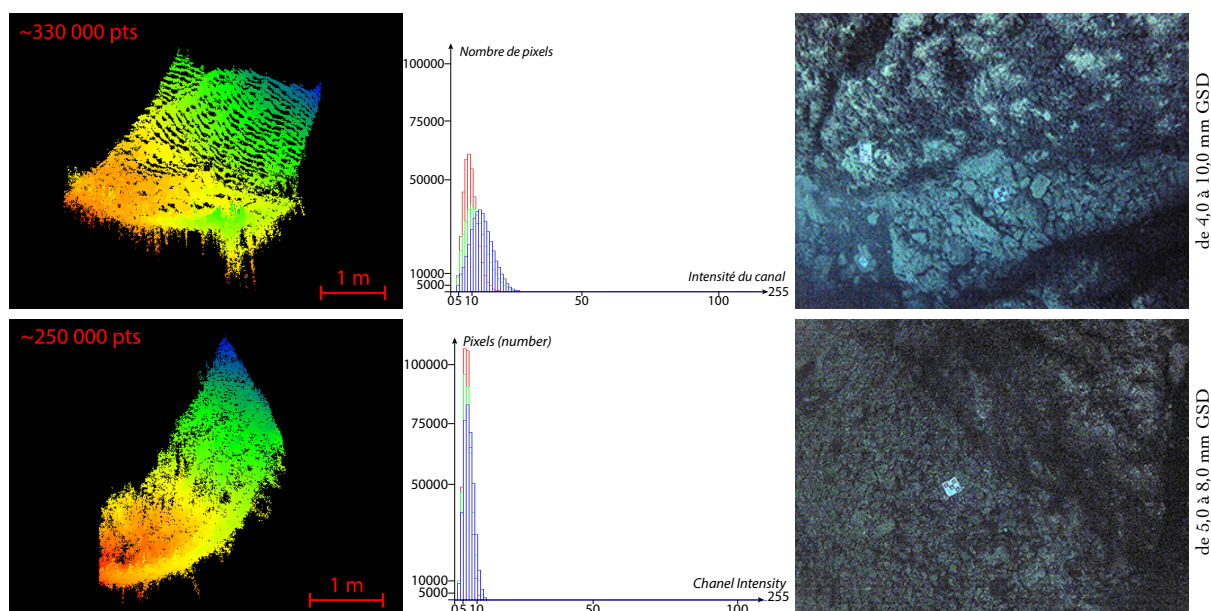 ~330 000 pts
1 m
Nombre de pixels
100000
75000
50000
10000
5000
0 5 10 50 100 255
Intensité du canal
de 4,0 à 10,0 mm GSD
~250 000 pts
1 m
Pixels (number)
100000
75000
50000
10000
5000
0 5 10 50 100 255
Chanel Intensity
de 5,0 à 8,0 mm GSD